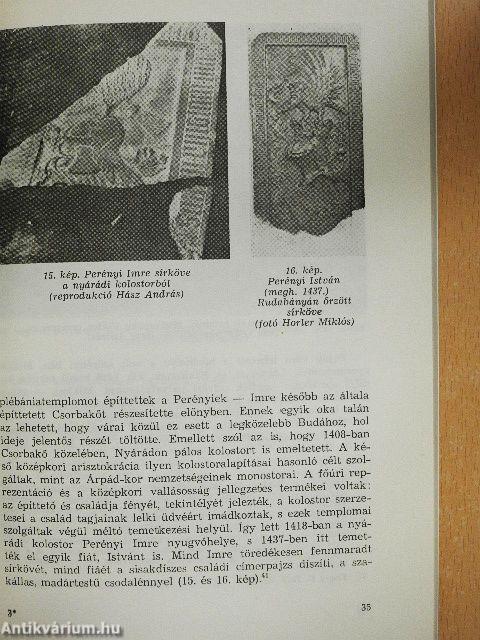 15. kép. Perényi Imre sírköve
a nyárádi kolostorból
(reprodukció Hász András)
16. kép.
Perényi István
(megh. 1437.)
Rudabányán őrzött
sírköve
(fotó Horler Miklós)
plébániatemplomot építtettek a Perényiek — Imre később az általa
építtetett Csorbakőt részesítette előnyben. Ennek egyik oka talán
az lehetett, hogy várai közül ez esett a legközelebb Budához, hol
ideje jelentős részét töltötte. Emellett szól az is, hogy 1408-ban
Csorbakő közelében, Nyárádon pálos kolostort is emeltetett. A ké-
ső középkori arisztokrácia ilyen kolostoralapításai hasonló célt szol-
gáltak, mint az Árpád-kor nemzetségeinek monostorai. A főúri rep-
rezentáció és a középkori vallásosság jellegzetes termékei voltak:
az építtető és családja fényét, tekintélyét jelezték, a kolostor szerze-
tesei a család tagjainak lelki üdvéért imádkoztak, s ezek templomai
szolgáltak végül méltó temetkezési helyül. Így lett 1418-ban a nyá-
rádi kolostor Perényi Imre nyugvóhelye, s 1437-ben itt temet-
ték el egyik fiát, Istvánt is. Mind Imre töredékesen fennmaradt
sírkövét, mind fiáét a sisakdíszes családi címerpajzs díszíti, a sza-
kállas, madártestű csodalénnyel (15. és 16. kép).⁴¹
3*
35
Antikvárium.hu